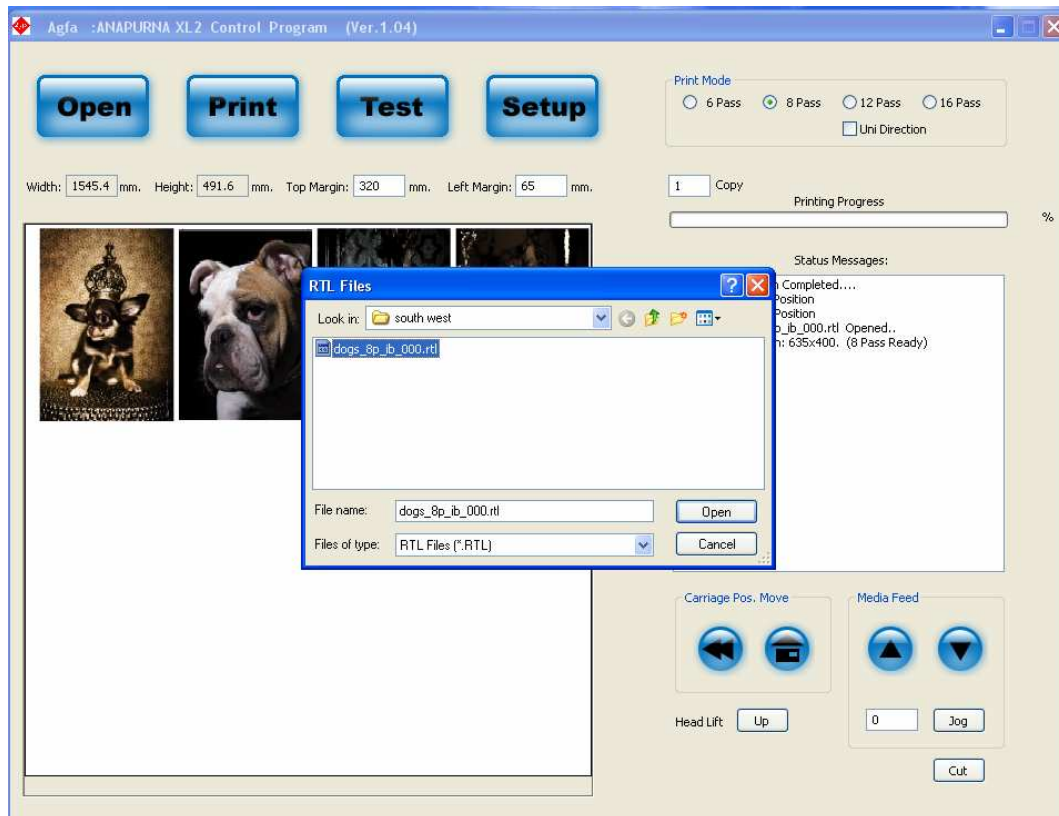 Agfa :ANAPURNA XL2 Control Program (Ver.1.04)
Open Print Test Setup
Print Mode
6 Pass 8 Pass 12 Pass 16 Pass
Uni Direction
Width: 1545.4 mm. Height: 491.6 mm. Top Margin: 320 mm. Left Margin: 65 mm.
1 Copy
Printing Progress
%
Status Messages:
Completed....
Position
Position
_ib_000.rtl Opened..
: 635x400. (8 Pass Ready)
RTL Files
Look in: south west
dogs_8p_ib_000.rtl
File name: dogs_8p_ib_000.rtl Open
Files of type: RTL Files (*.RTL) Cancel
Carriage Pos. Move Media Feed
Head Lift Up 0 Jog
Cut